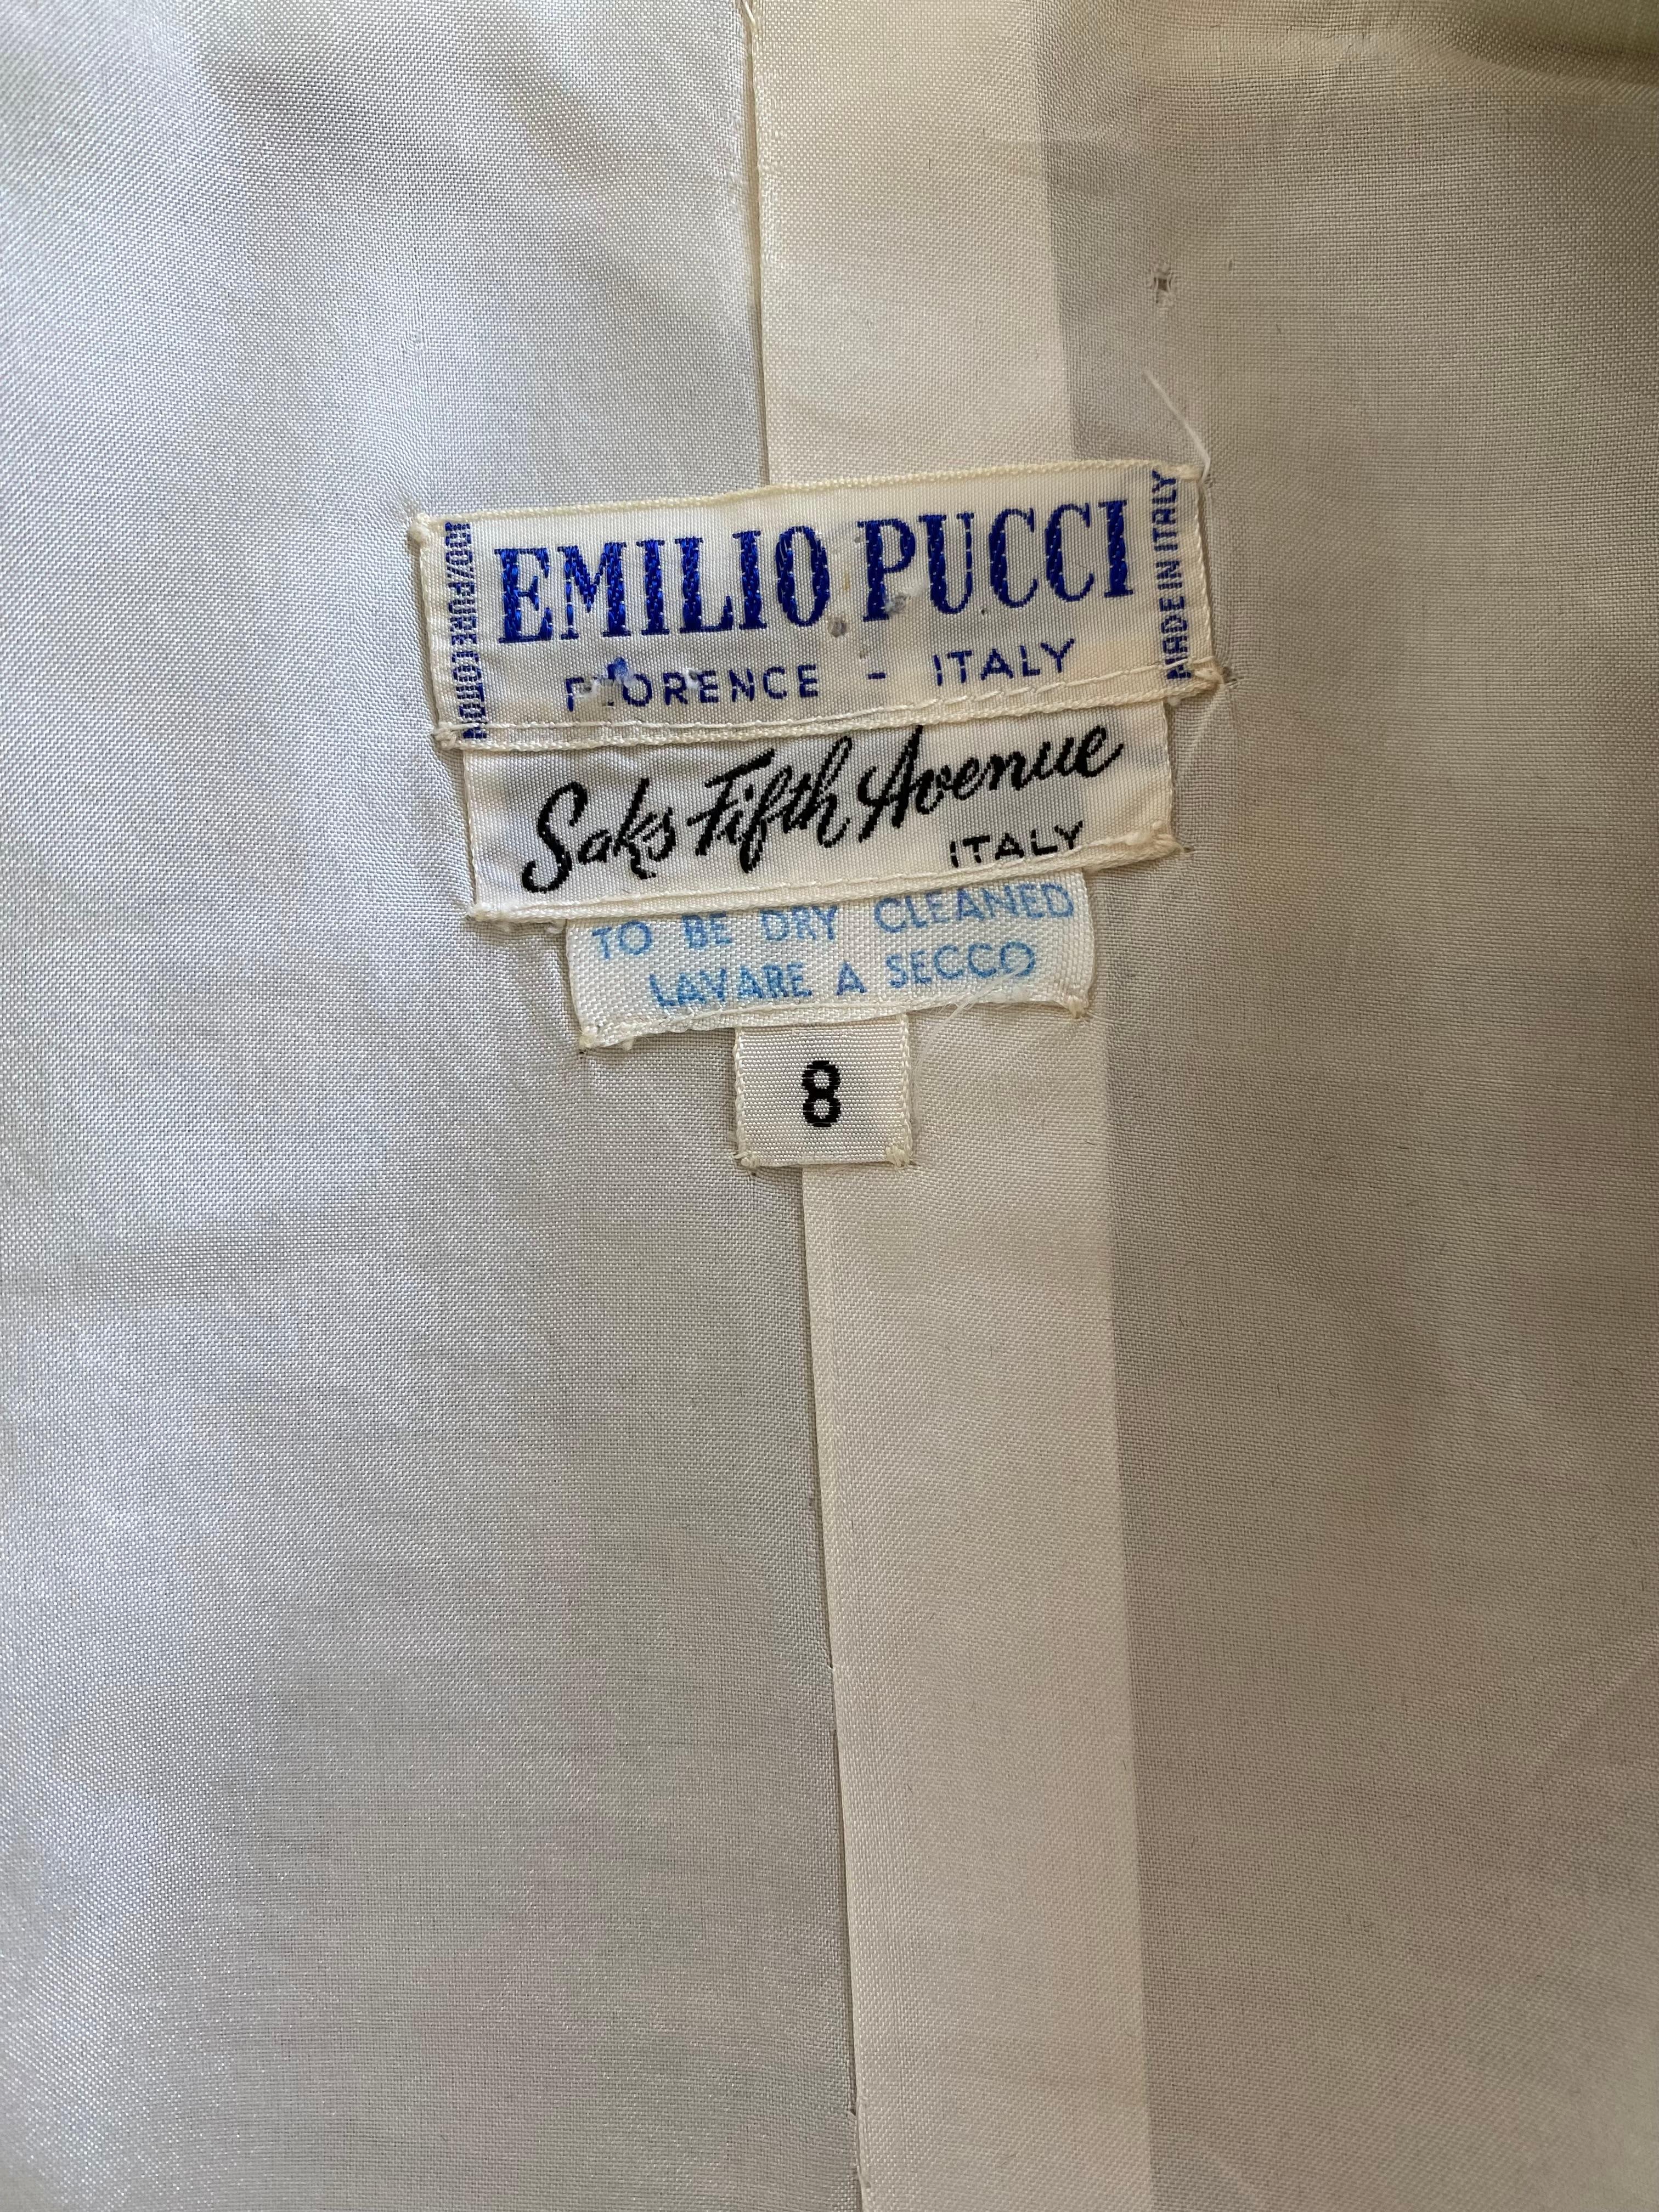 100% PURE COTTON
EMILIO PUCCI
MADE IN ITALY
FLORENCE - ITALY
Saks Fifth Avenue
ITALY
TO BE DRY CLEANED
LAVARE A SECCO
8